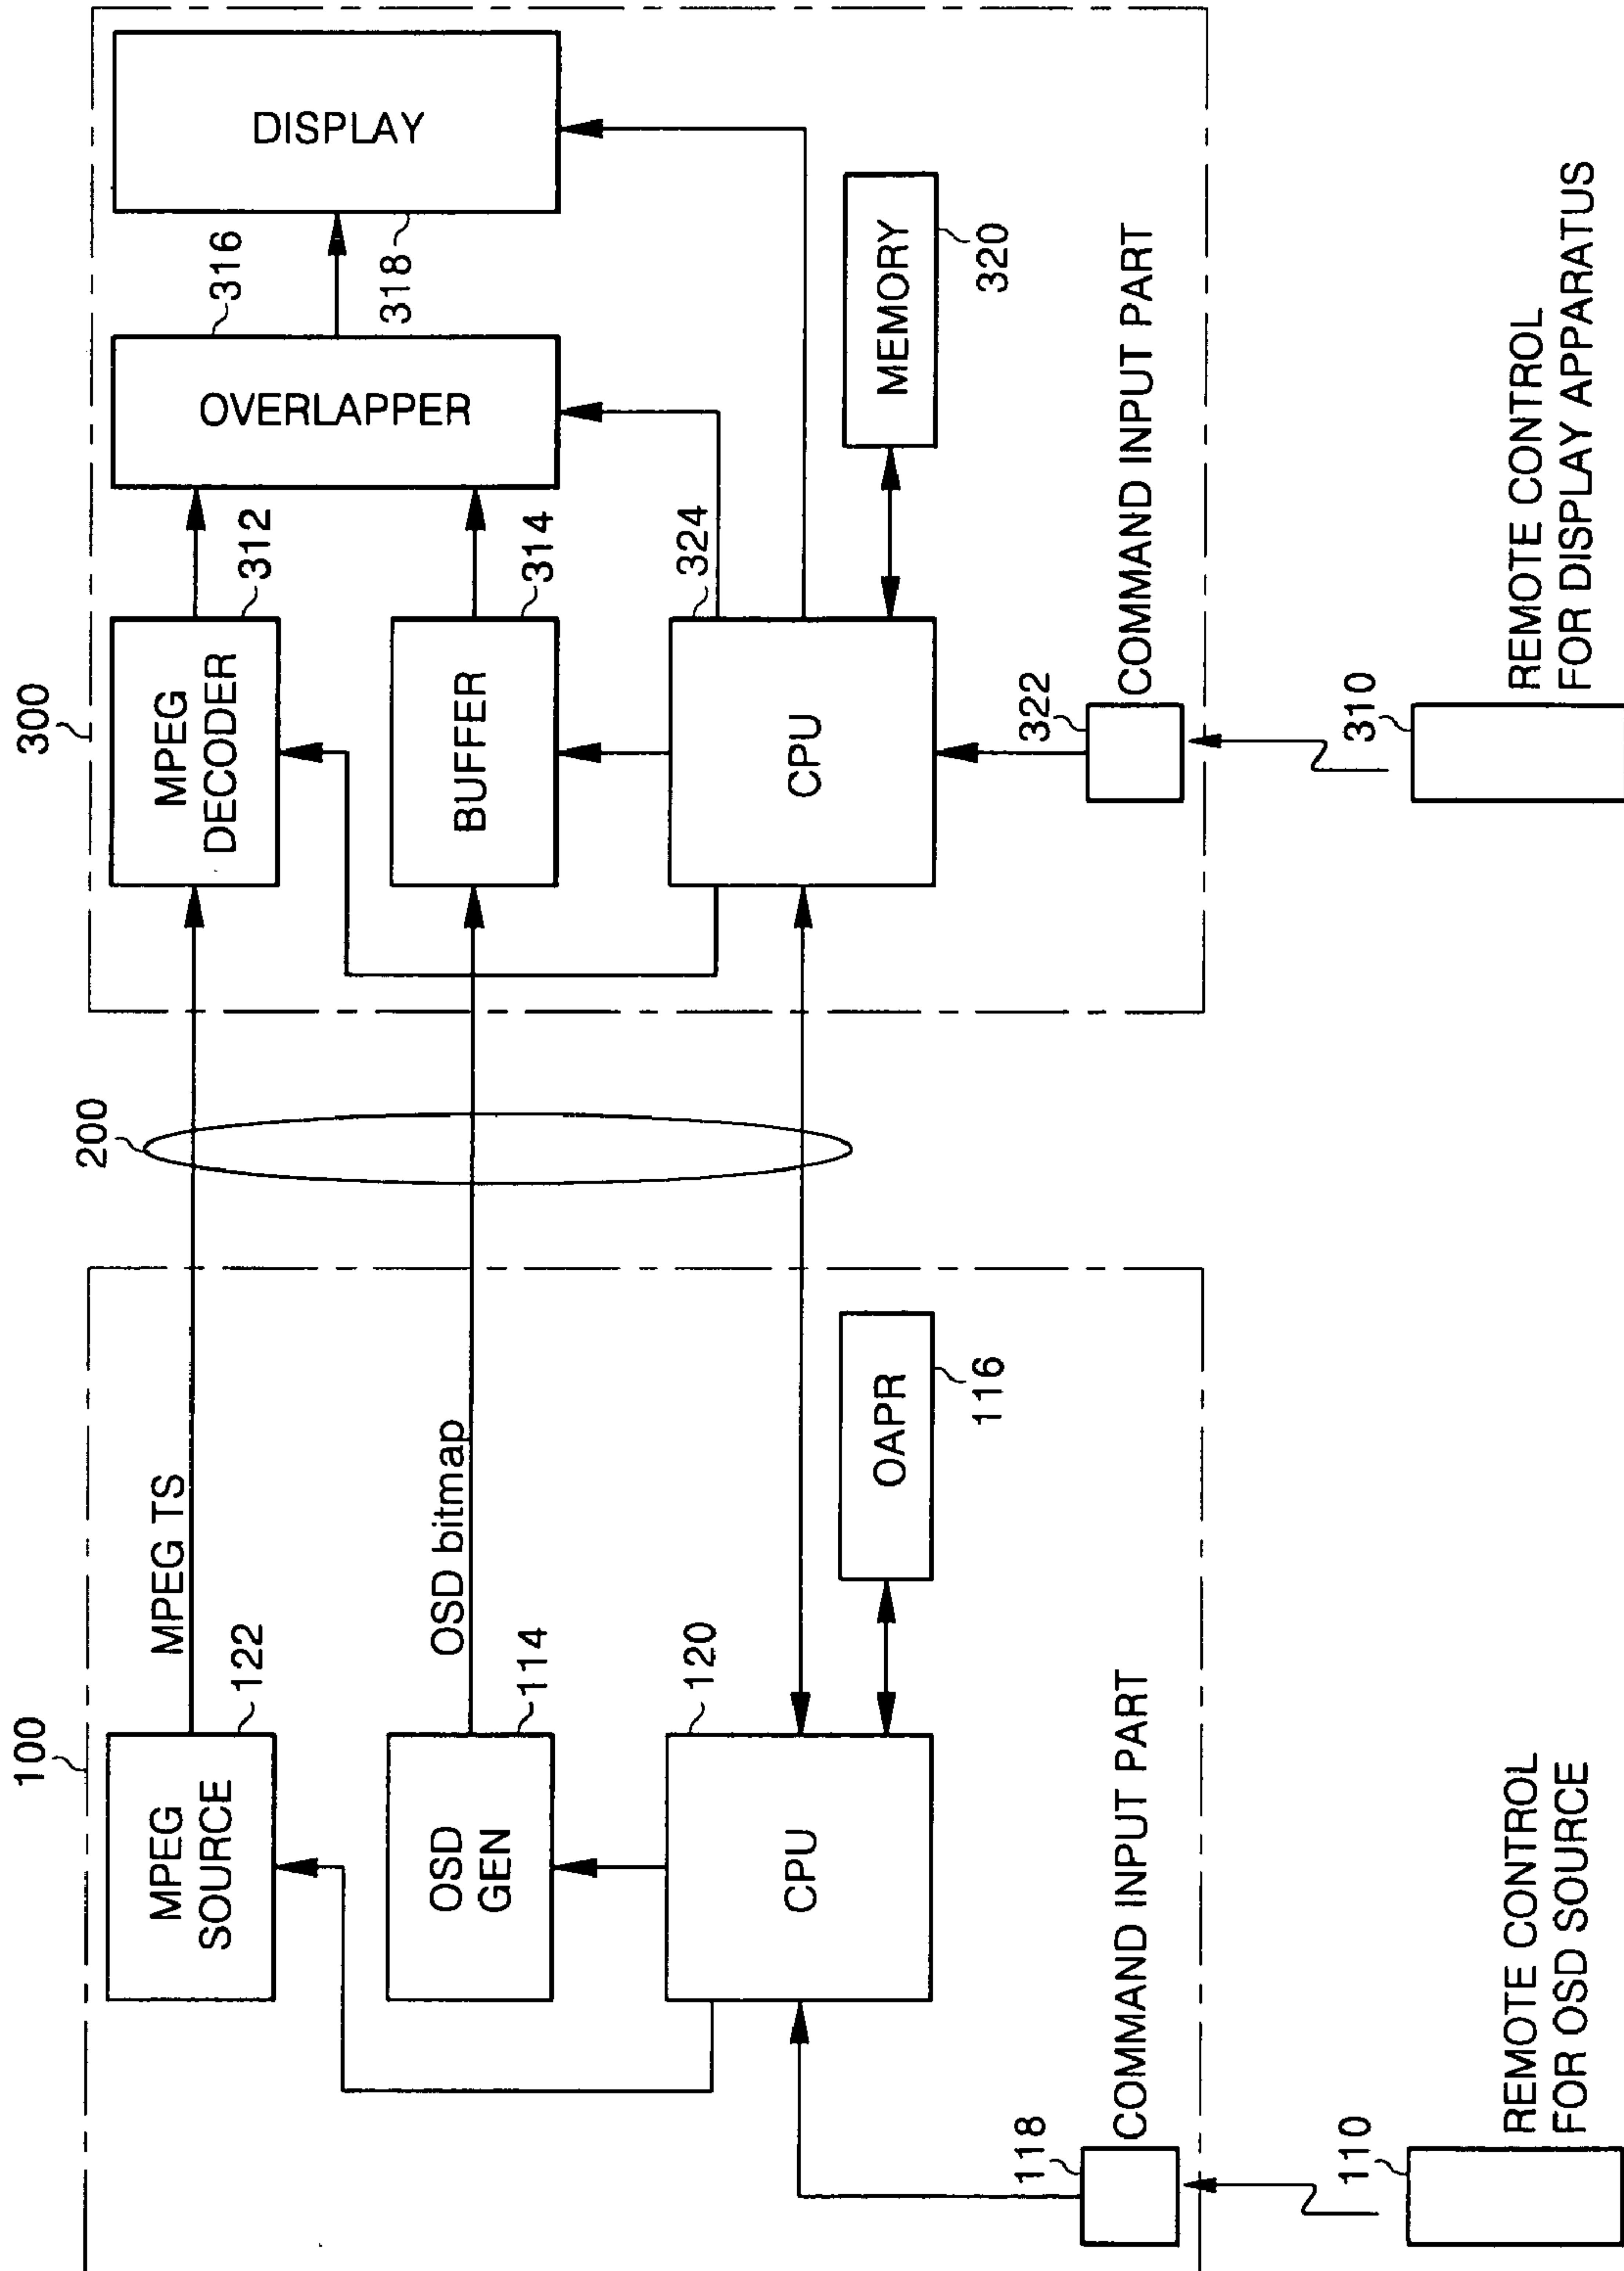 100
MPEG
SOURCE
122
MPEG TS
OSD
GEN
114
OSD bitmap
CPU
120
OAPR
116
118
COMMAND INPUT PART
110
REMOTE CONTROL
FOR OSD SOURCE
200
300
MPEG
DECODER
312
BUFFER
314
CPU
324
OVERLAPPER
316
DISPLAY
318
MEMORY
320
322
COMMAND INPUT PART
310
REMOTE CONTROL
FOR DISPLAY APPARATUS